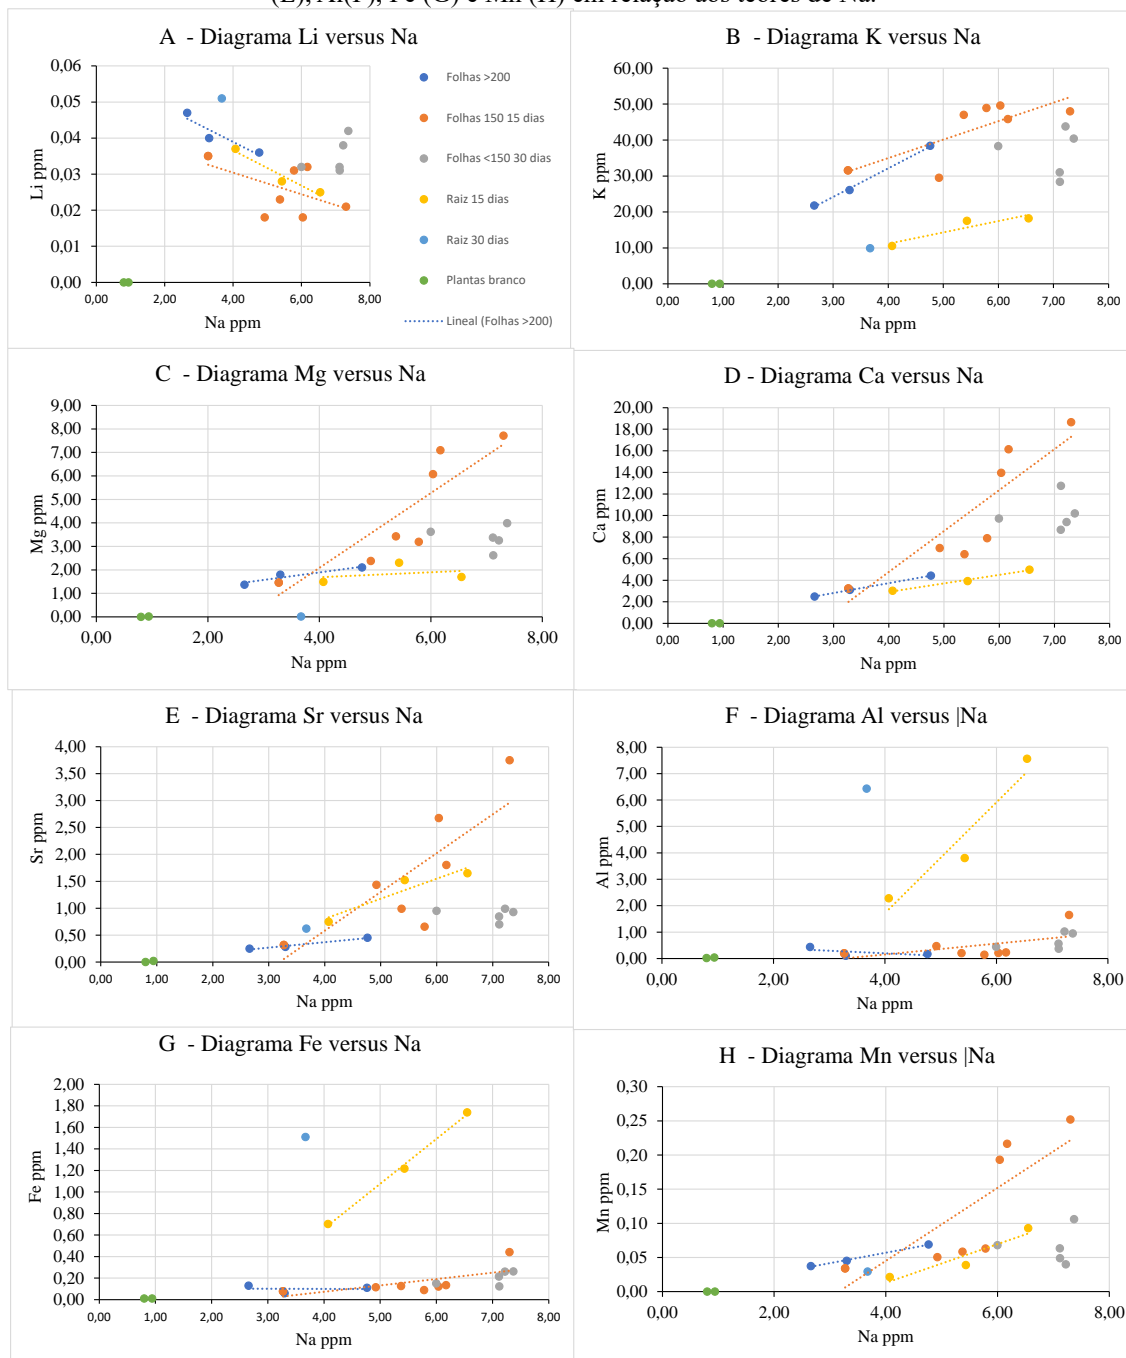 (E), Al(F), Fe (G) e Mn (H) em relação aos teores de Na.
A - Diagrama Li versus Na
0,06
0,05
0,04
0,03
0,02
0,01
0,00
Li ppm
0,00 2,00 4,00 6,00 8,00
Na ppm
Folhas >200
Folhas 150 15 dias
Folhas <150 30 dias
Raiz 15 dias
Raiz 30 dias
Plantas branco
Lineal (Folhas >200)
B - Diagrama K versus Na
60,00
50,00
40,00
30,00
20,00
10,00
0,00
K ppm
0,00 1,00 2,00 3,00 4,00 5,00 6,00 7,00 8,00
Na ppm
C - Diagrama Mg versus Na
9,00
8,00
7,00
6,00
5,00
4,00
3,00
2,00
1,00
0,00
Mg ppm
0,00 2,00 4,00 6,00 8,00
Na ppm
D - Diagrama Ca versus Na
20,00
18,00
16,00
14,00
12,00
10,00
8,00
6,00
4,00
2,00
0,00
Ca ppm
0,00 1,00 2,00 3,00 4,00 5,00 6,00 7,00 8,00
Na ppm
E - Diagrama Sr versus Na
4,00
3,50
3,00
2,50
2,00
1,50
1,00
0,50
0,00
Sr ppm
0,00 1,00 2,00 3,00 4,00 5,00 6,00 7,00 8,00
Na ppm
F - Diagrama Al versus |Na
8,00
7,00
6,00
5,00
4,00
3,00
2,00
1,00
0,00
Al ppm
0,00 2,00 4,00 6,00 8,00
Na ppm
G - Diagrama Fe versus Na
2,00
1,80
1,60
1,40
1,20
1,00
0,80
0,60
0,40
0,20
0,00
Fe ppm
0,00 1,00 2,00 3,00 4,00 5,00 6,00 7,00 8,00
Na ppm
H - Diagrama Mn versus |Na
0,30
0,25
0,20
0,15
0,10
0,05
0,00
Mn ppm
0,00 2,00 4,00 6,00 8,00
Na ppm